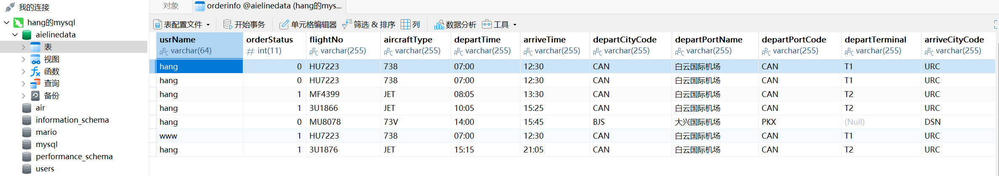 我的连接
hang的mysql
aielinedata
表
视图
函数
查询
备份
air
information_schema
mario
mysql
performance_schema
users
对象 orderinfo @aielinedata (hang的mys...
表配置文件 开始事务 单元格编辑器 筛选 & 排序 列 数据分析 工具
usrName orderStatus flightNo aircraftType departTime arriveTime departCityCode departPortName departPortCode departTerminal arriveCityCode
ABC varchar(64) # int(11) ABC varchar(255) ABC varchar(255) ABC varchar(255) ABC varchar(255) ABC varchar(255) ABC varchar(255) ABC varchar(255) ABC varchar(255) ABC varchar(255)
hang 0 HU7223 738 07:00 12:30 CAN 白云国际机场 CAN T1 URC
hang 0 HU7223 738 07:00 12:30 CAN 白云国际机场 CAN T1 URC
hang 1 MF4399 JET 08:05 13:30 CAN 白云国际机场 CAN T2 URC
hang 1 3U1866 JET 10:05 15:25 CAN 白云国际机场 CAN T2 URC
hang 0 MU8078 73V 14:00 15:45 BJS 大兴国际机场 PKX (Null) DSN
www 1 HU7223 738 07:00 12:30 CAN 白云国际机场 CAN T1 URC
hang 1 3U1876 JET 15:15 21:05 CAN 白云国际机场 CAN T2 URC